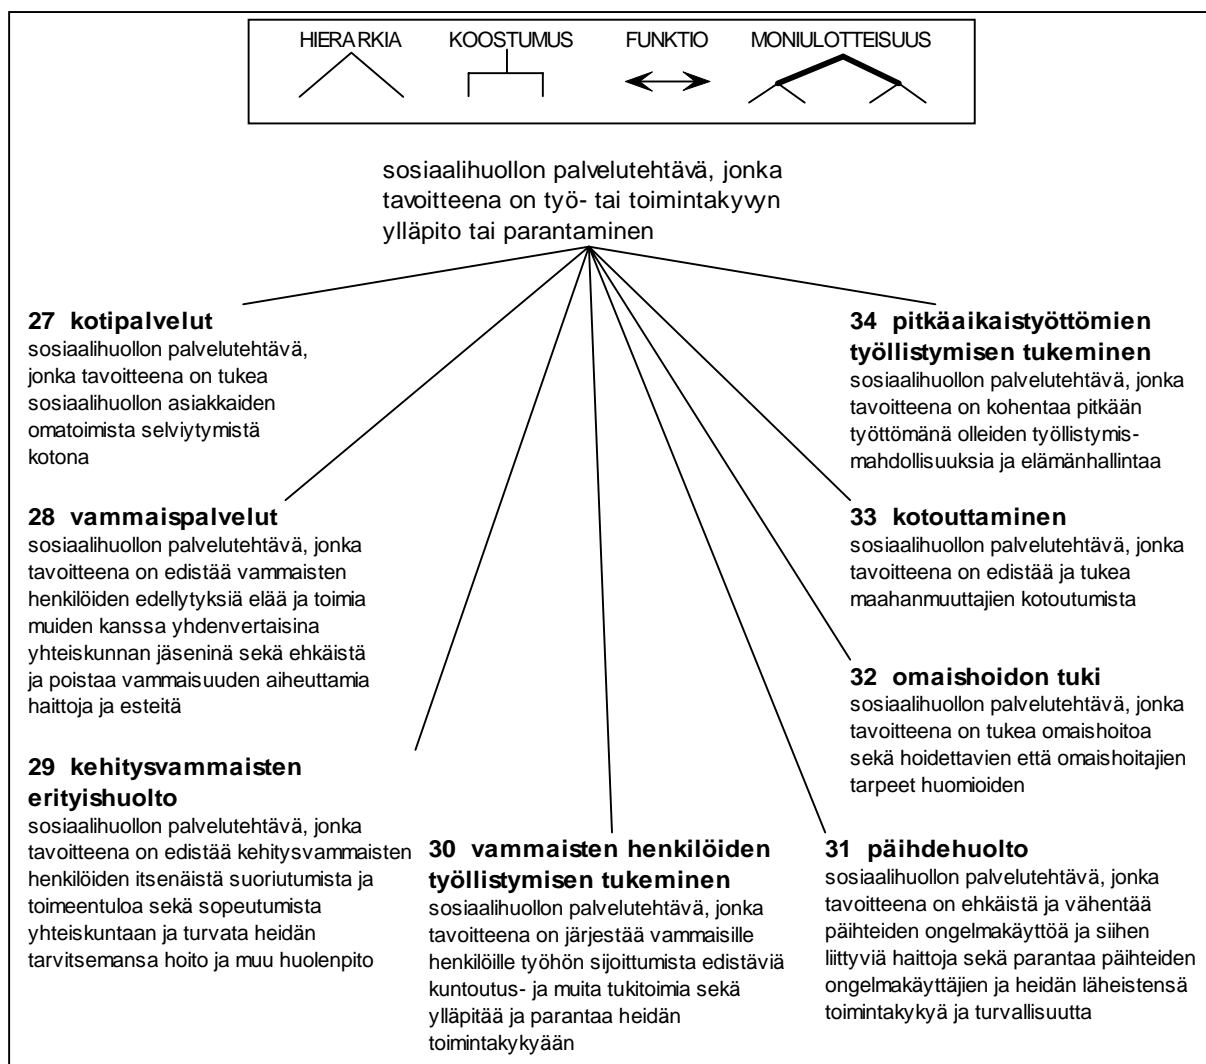 HIERARKIA KOOSTUMUS FUNKTIO MONIULOTTEISUUS
sosiaalihuollon palvelutehtävä, jonka
tavoitteena on työ- tai toimintakyvyn
ylläpito tai parantaminen
27 kotipalvelut
sosiaalihuollon palvelutehtävä,
jonka tavoitteena on tukea
sosiaalihuollon asiakkaiden
omatoimista selviytymistä
kotona
28 vammaispalvelut
sosiaalihuollon palvelutehtävä, jonka
tavoitteena on edistää vammaisten
henkilöiden edellytyksiä elää ja toimia
muiden kanssa yhdenvertaisina
yhteiskunnan jäseninä sekä ehkäistä
ja poistaa vammaisuuden aiheuttamia
haittoja ja esteitä
29 kehitysvammaisten
erityishuolto
sosiaalihuollon palvelutehtävä, jonka
tavoitteena on edistää kehitysvammaisten
henkilöiden itsenäistä suoriutumista ja
toimeentuloa sekä sopeutumista
yhteiskuntaan ja turvata heidän
tarvitsemansa hoito ja muu huolenpito
30 vammaisten henkilöiden
työllistymisen tukeminen
sosiaalihuollon palvelutehtävä, jonka
tavoitteena on järjestää vammaisille
henkilöille työhön sijoittumista edistäviä
kuntoutus- ja muita tukitoimia sekä
ylläpitää ja parantaa heidän
toimintakykyään
31 päihdehuolto
sosiaalihuollon palvelutehtävä, jonka
tavoitteena on ehkäistä ja vähentää
päihteiden ongelmakäyttöä ja siihen
liittyviä haittoja sekä parantaa päihteiden
ongelmakäyttäjien ja heidän läheistensä
toimintakykyä ja turvallisuutta
32 omaishoidon tuki
sosiaalihuollon palvelutehtävä, jonka
tavoitteena on tukea omaishoitoa
sekä hoidettavien että omaishoitajien
tarpeet huomioiden
33 kotouttaminen
sosiaalihuollon palvelutehtävä, jonka
tavoitteena on edistää ja tukea
maahanmuuttajien kotoutumista
34 pitkäaikaistyöttömien
työllistymisen tukeminen
sosiaalihuollon palvelutehtävä, jonka
tavoitteena on kohentaa pitkään
työttömänä olleiden työllistymis-
mahdollisuuksia ja elämänhallintaa